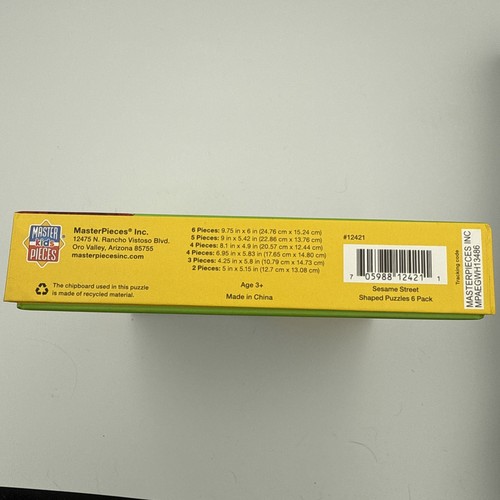 MASTER
kids
PIECES
MasterPieces® Inc.
12475 N. Rancho Vistoso Blvd.
Oro Valley, Arizona 85755
masterpiecesinc.com
The chipboard used in this puzzle
is made of recycled material.
6 Pieces: 9.75 in x 6 in (24.76 cm x 15.24 cm)
5 Pieces: 9 in x 5.42 in (22.86 cm x 13.76 cm)
4 Pieces: 8.1 in x 4.9 in (20.57 cm x 12.44 cm)
4 Pieces: 6.95 in x 5.83 in (17.65 cm x 14.80 cm)
3 Pieces: 4.25 in x 5.8 in (10.79 cm x 14.73 cm)
2 Pieces: 5 in x 5.15 in (12.7 cm x 13.08 cm)
Age 3+
Made in China
#12421
7 05988 12421 1
Sesame Street
Shaped Puzzles 6 Pack
Tracking code:
MASTERPIECES INC
MPAEGWH13486